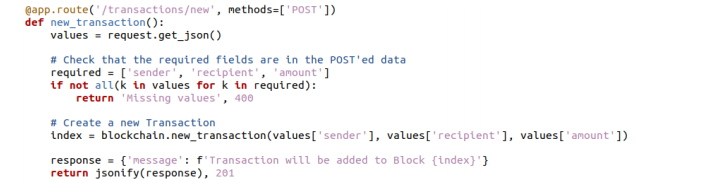 @app.route('/transactions/new', methods=['POST'])
def new_transaction():
    values = request.get_json()
    # Check that the required fields are in the POST'ed data
    required = ['sender', 'recipient', 'amount']
    if not all(k in values for k in required):
        return 'Missing values', 400
    # Create a new Transaction
    index = blockchain.new_transaction(values['sender'], values['recipient'], values['amount'])
    response = {'message': f'Transaction will be added to Block {index}'}
    return jsonify(response), 201